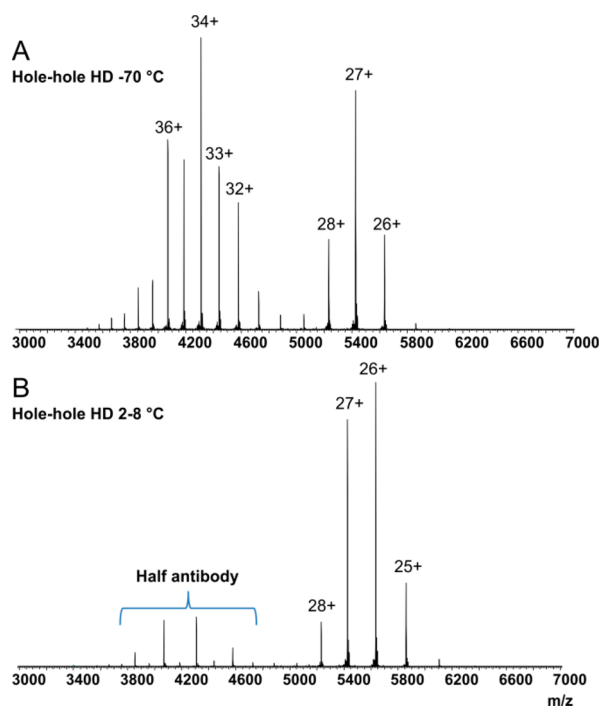 A
Hole-hole HD -70 °C
34+
36+
33+
32+
27+
28+
26+
3000 3400 3800 4200 4600 5000 5400 5800 6200 6600 7000
B
Hole-hole HD 2-8 °C
26+
27+
25+
28+
Half antibody
3000 3400 3800 4200 4600 5000 5400 5800 6200 6600 7000
m/z